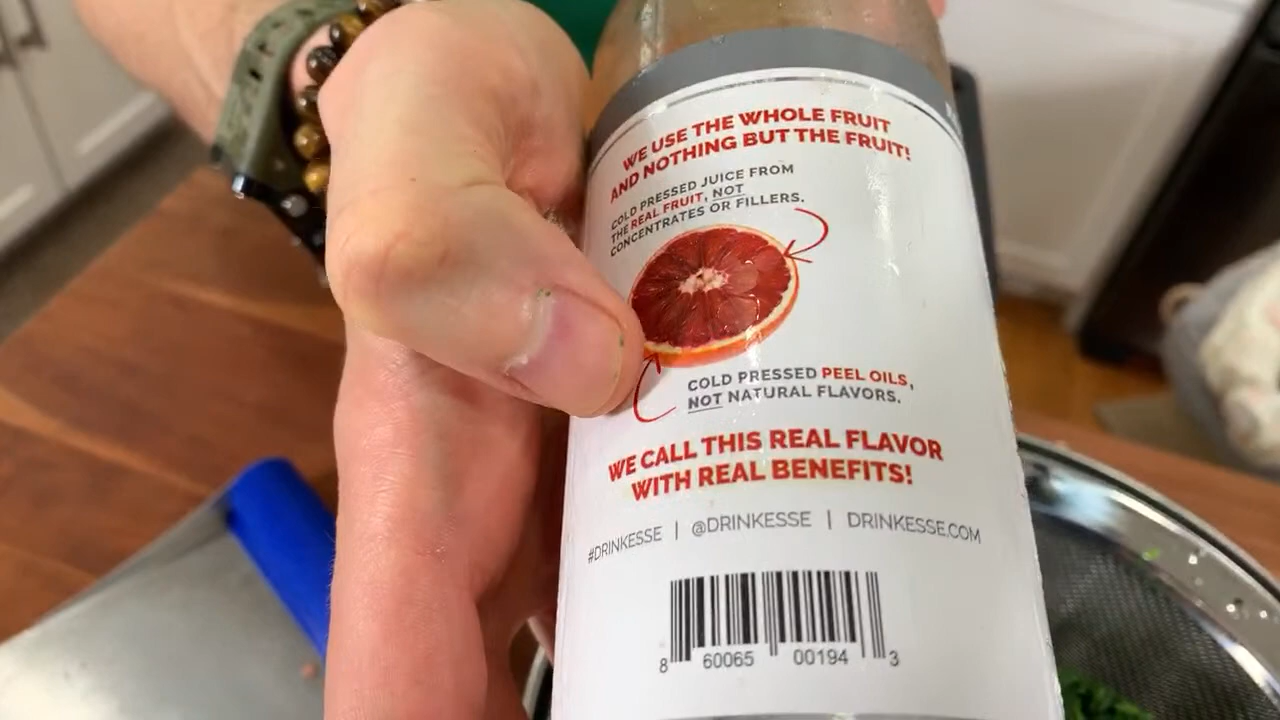 WE USE THE WHOLE FRUIT
AND NOTHING BUT THE FRUIT!
COLD PRESSED JUICE FROM
THE REAL FRUIT, NOT
CONCENTRATES OR FILLERS.
COLD PRESSED PEEL OILS,
NOT NATURAL FLAVORS.
WE CALL THIS REAL FLAVOR
WITH REAL BENEFITS!
#DRINKESSE | @DRINKESSE | DRINKESSE.COM
8 60065 00194 3